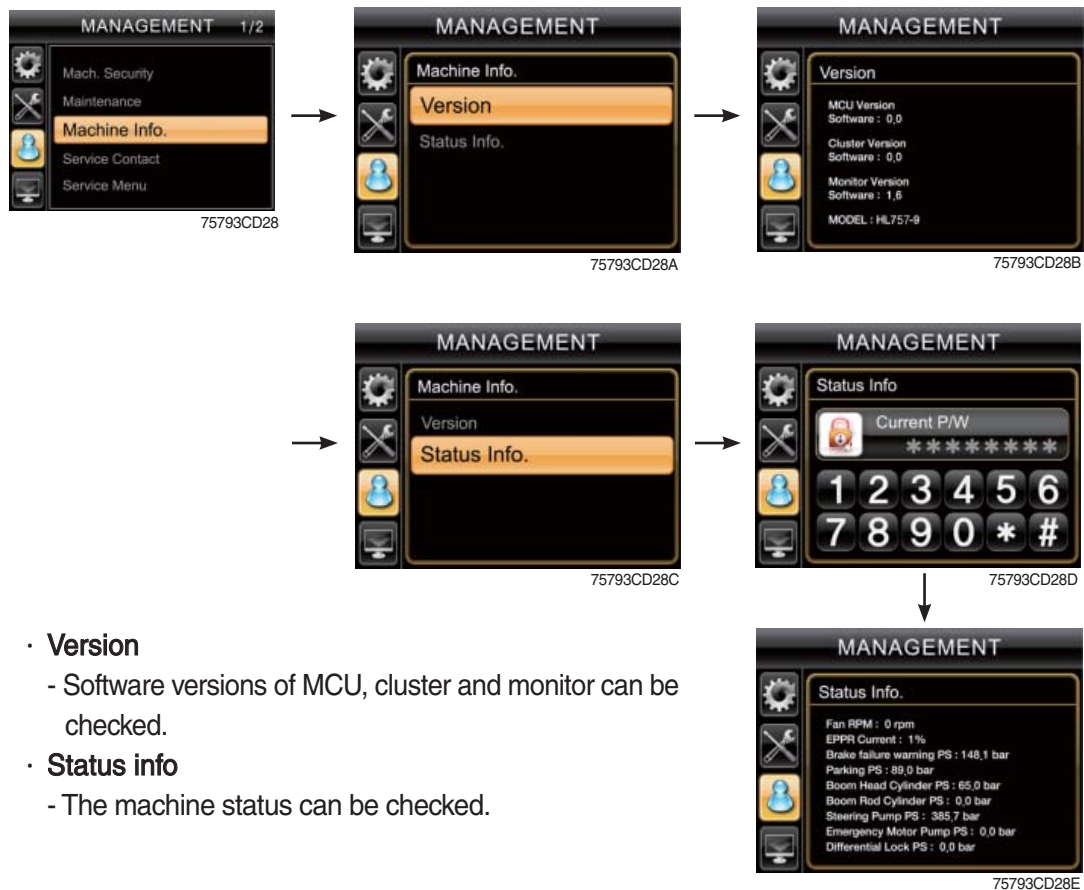 MANAGEMENT 1/2
Mach. Security
Maintenance
Machine Info.
Service Contact
Service Menu
75793CD28
MANAGEMENT
Machine Info.
Version
Status Info.
75793CD28A
MANAGEMENT
Version
MCU Version
Software : 0,0
Cluster Version
Software : 0,0
Monitor Version
Software : 1,6
MODEL : HL757-9
75793CD28B
MANAGEMENT
Machine Info.
Version
Status Info.
75793CD28C
MANAGEMENT
Status Info
Current P/W
********
1 2 3 4 5 6
7 8 9 0 * #
75793CD28D
· Version
- Software versions of MCU, cluster and monitor can be
checked.
· Status info
- The machine status can be checked.
MANAGEMENT
Status Info.
Fan RPM : 0 rpm
EPPR Current : 1%
Brake failure warning PS : 148,1 bar
Parking PS : 89,0 bar
Boom Head Cylinder PS : 65,0 bar
Boom Rod Cylinder PS : 0,0 bar
Steering Pump PS : 385,7 bar
Emergency Motor Pump PS : 0,0 bar
Differential Lock PS : 0,0 bar
75793CD28E